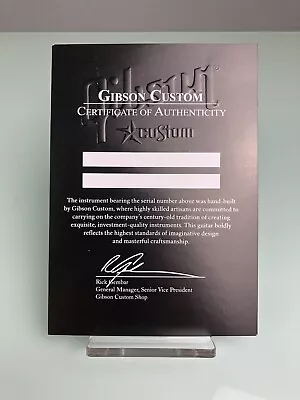 Gibson
GIBSON CUSTOM
CERTIFICATE OF AUTHENTICITY
custom
The instrument bearing the serial number above was hand-built
by Gibson Custom, where highly skilled artisans are committed to
carrying on the company's century-old tradition of creating
exquisite, investment-quality instruments. This guitar boldly
reflects the highest standards of imaginative design
and masterful craftsmanship.
Rick Gembar
General Manager, Senior Vice President
Gibson Custom Shop